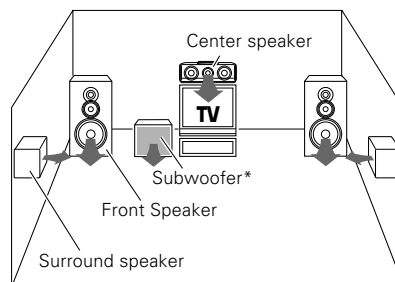 Center speaker
TV
Subwoofer*
Front Speaker
Surround speaker